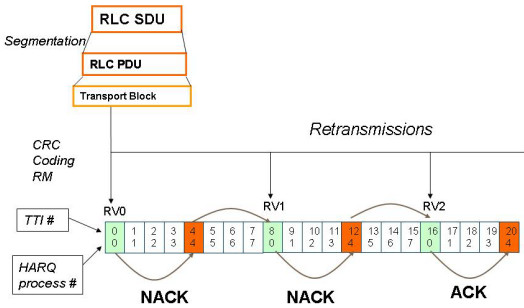 RLC SDU
Segmentation
RLC PDU
Transport Block
Retransmissions
CRC
Coding
RM
RV0 RV1 RV2
TTI # 0 1 2 3 4 5 6 7 8 9 10 11 12 13 14 15 16 17 18 19 20
0 1 2 3 4 5 6 7 0 1 2 3 4 5 6 7 0 1 2 3 4
HARQ
process #
NACK NACK ACK